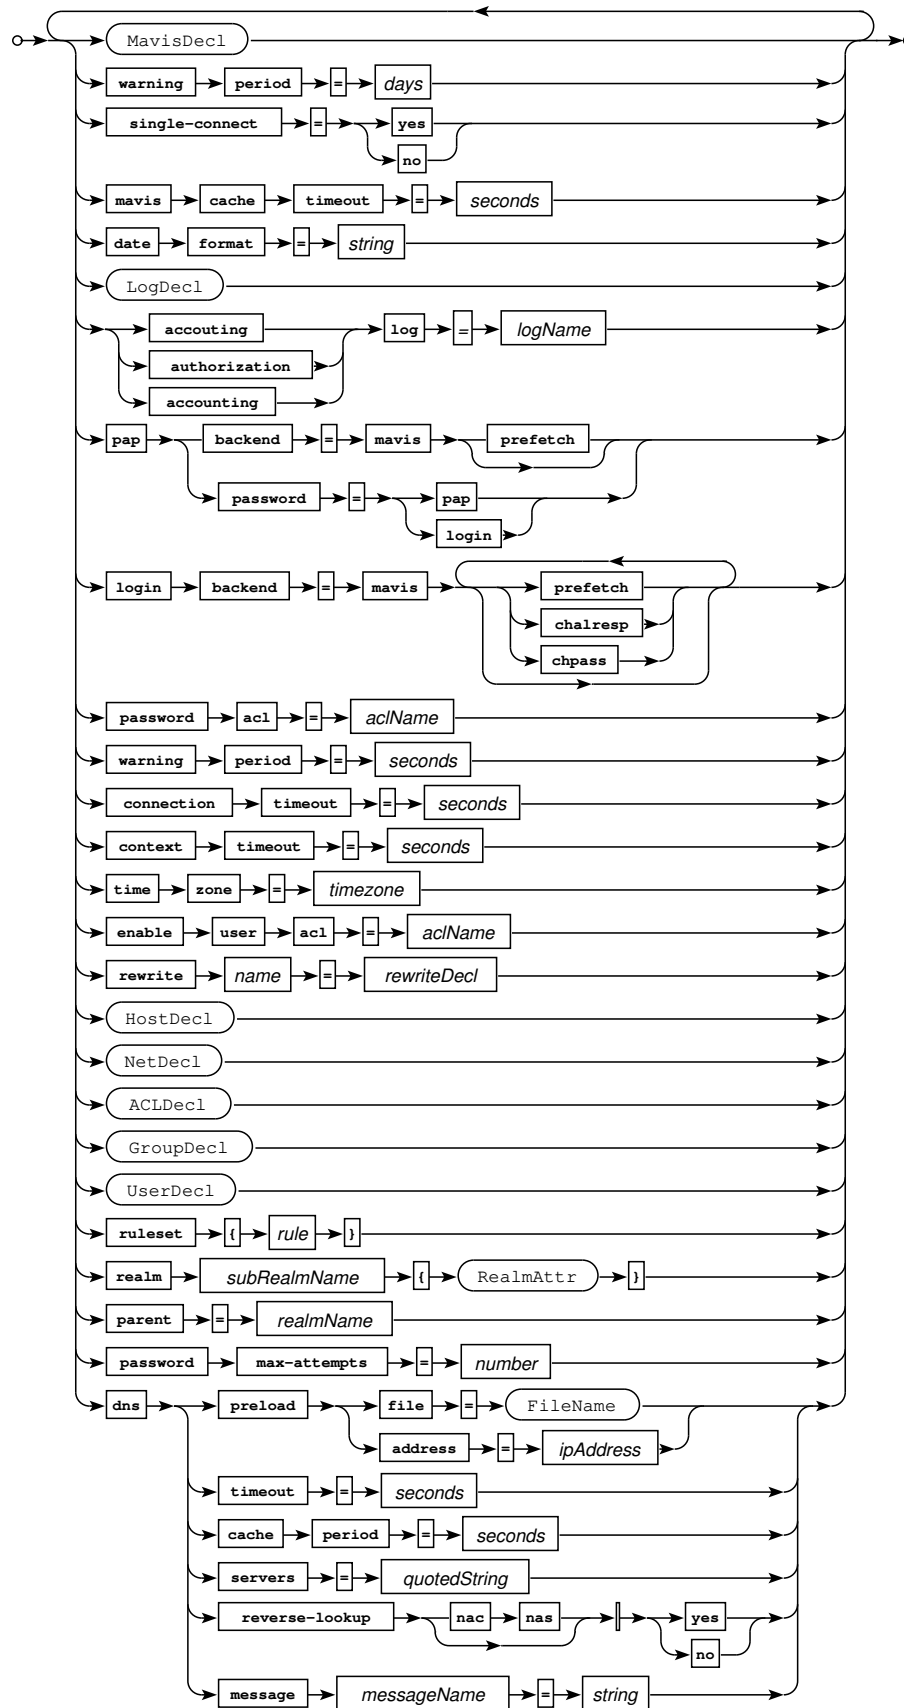 MavisDecl
warning period = days
single-connect = yes
no
mavis cache timeout = seconds
date format = string
LogDecl
accouting log = logName
authorization
accounting
pap backend = mavis prefetch
password = pap
login
login backend = mavis prefetch
chalresp
chpass
password acl = aclName
warning period = seconds
connection timeout = seconds
context timeout = seconds
time zone = timezone
enable user acl = aclName
rewrite name = rewriteDecl
HostDecl
NetDecl
ACLDecl
GroupDecl
UserDecl
ruleset { rule }
realm subRealmName { RealmAttr }
parent = realmName
password max-attempts = number
dns preload file = FileName
address = ipAddress
timeout = seconds
cache period = seconds
servers = quotedString
reverse-lookup nac nas yes
no
message messageName = string